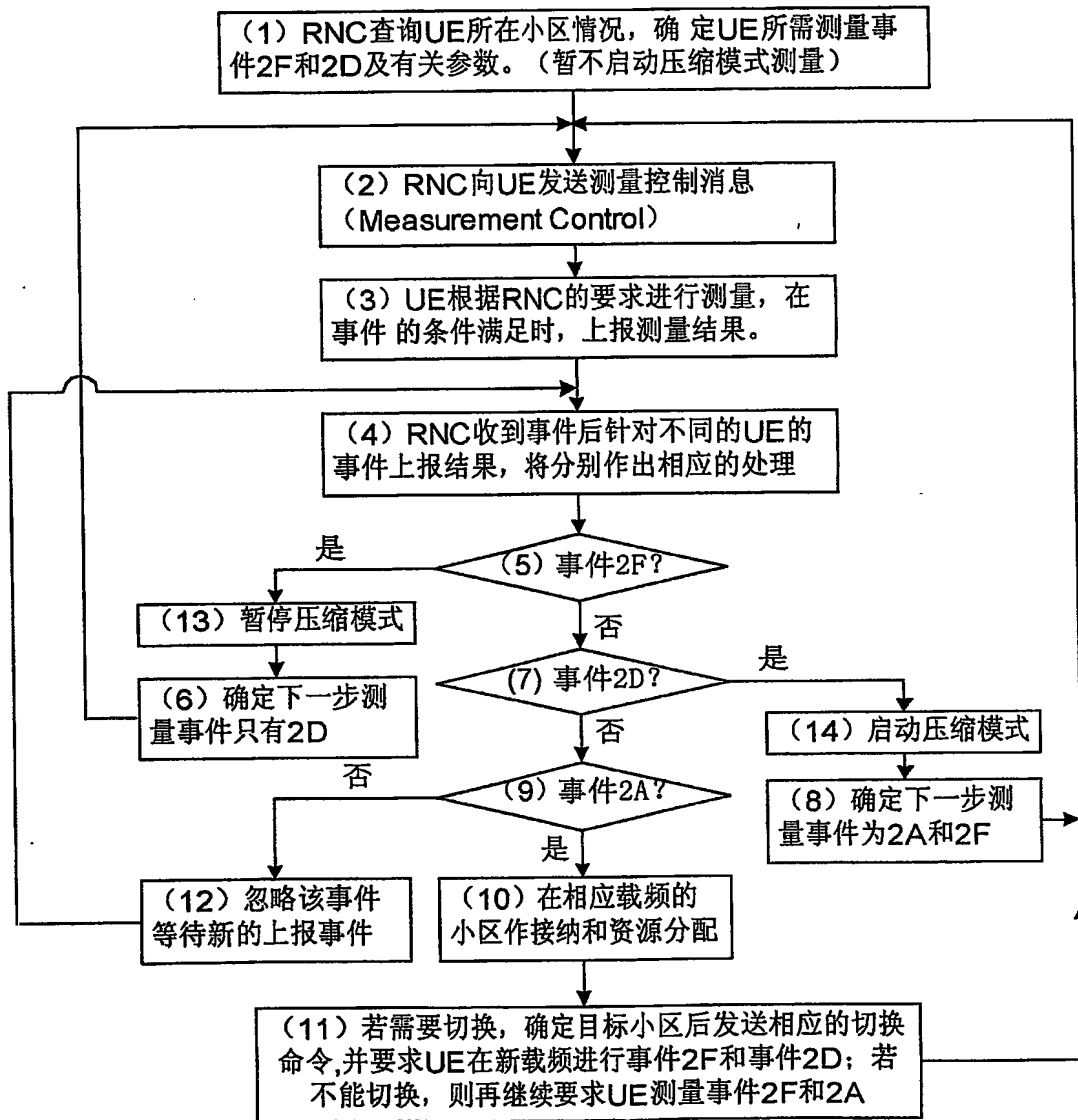 （1）RNC查询UE所在小区情况，确 定UE所需测量事
件2F和2D及有关参数。（暂不启动压缩模式测量）
（2）RNC向UE发送测量控制消息
（Measurement Control）
（3）UE根据RNC的要求进行测量，在
事件 的条件满足时，上报测量结果。
（4）RNC收到事件后针对不同的UE的
事件上报结果，将分别作出相应的处理
（5）事件2F？
是
否
（13）暂停压缩模式
（6）确定下一步测
量事件只有2D
(7) 事件2D？
是
否
（14）启动压缩模式
（8）确定下一步测
量事件为2A和2F
（9）事件2A？
否
是
（12）忽略该事件
等待新的上报事件
（10）在相应载频的
小区作接纳和资源分配
（11）若需要切换，确定目标小区后发送相应的切换
命令,并要求UE在新载频进行事件2F和事件2D；若
不能切换，则再继续要求UE测量事件2F和2A